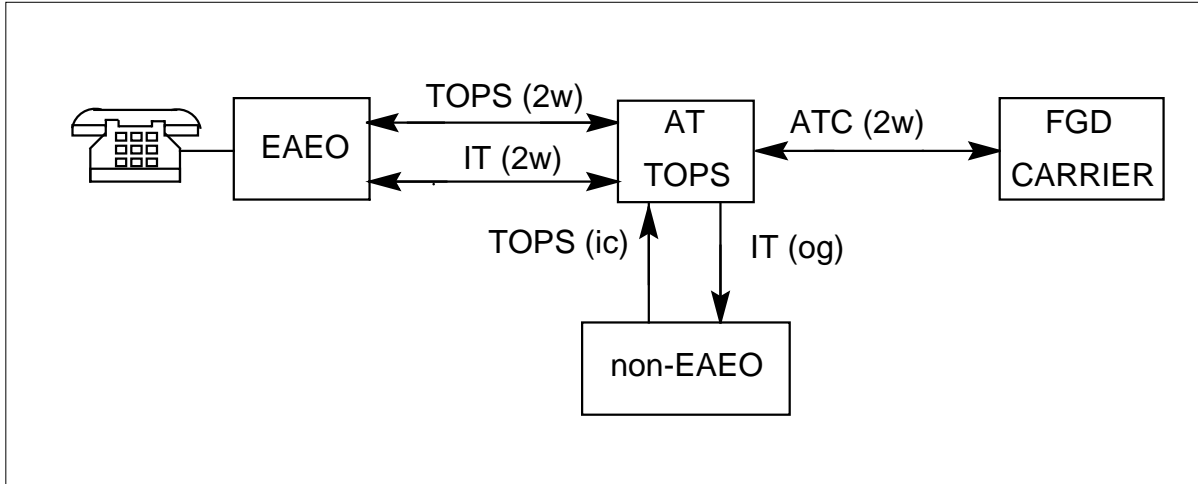 TOPS (2w)
EAEO
IT (2w)
AT
TOPS
ATC (2w)
FGD
CARRIER
TOPS (ic)
IT (og)
non-EAEO